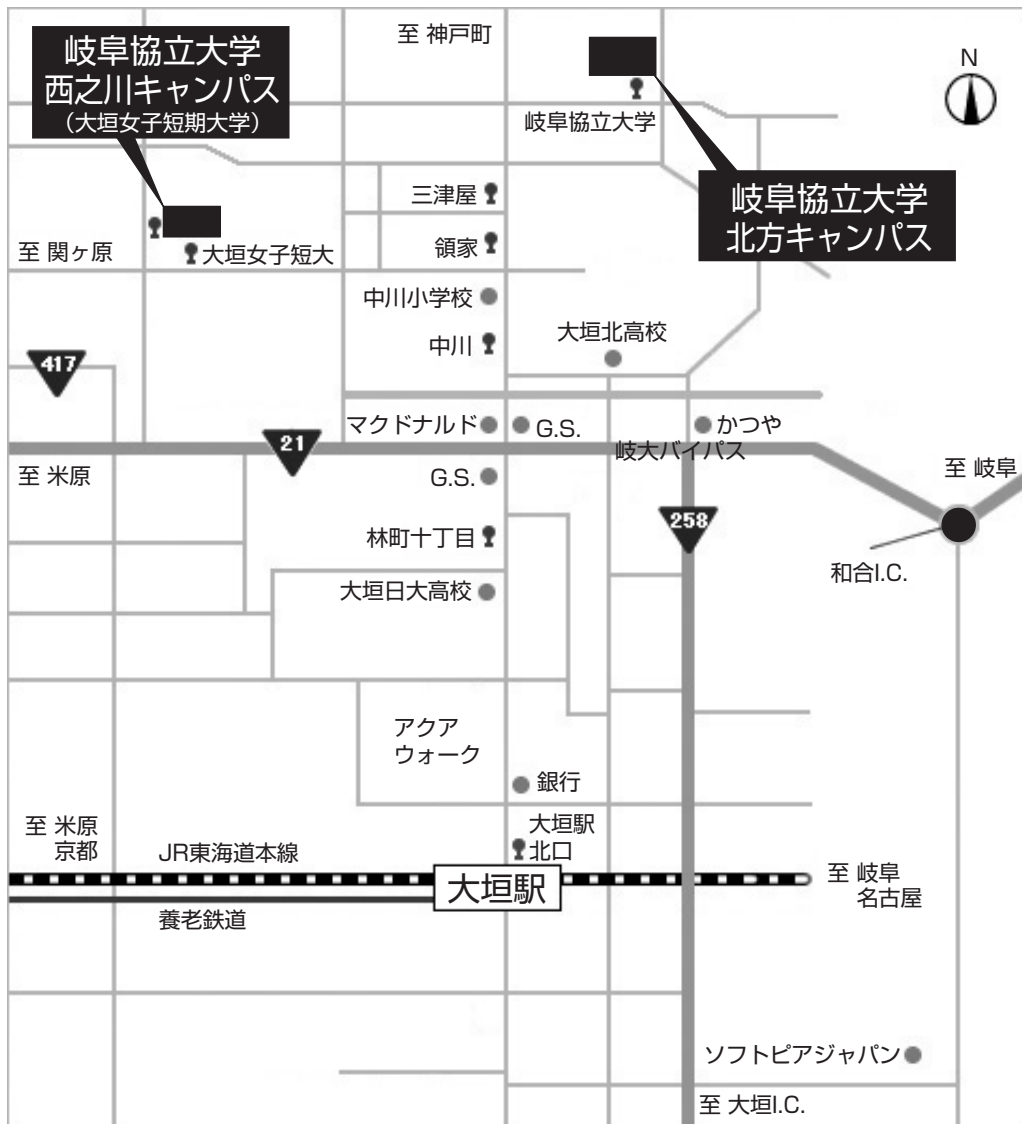 至 神戸町
岐阜協立大学
西之川キャンパス
（大垣女子短期大学）
N
岐阜協立大学
岐阜協立大学
北方キャンパス
三津屋
領家
至 関ヶ原
大垣女子短大
中川小学校
中川
大垣北高校
417
マクドナルド
G.S.
かつや
21
岐大バイパス
至 米原
G.S.
至 岐阜
258
林町十丁目
和合I.C.
大垣日大高校
アクア
ウォーク
銀行
至 米原
京都
JR東海道本線
大垣駅
北口
大垣駅
至 岐阜
名古屋
養老鉄道
ソフトピアジャパン
至 大垣I.C.